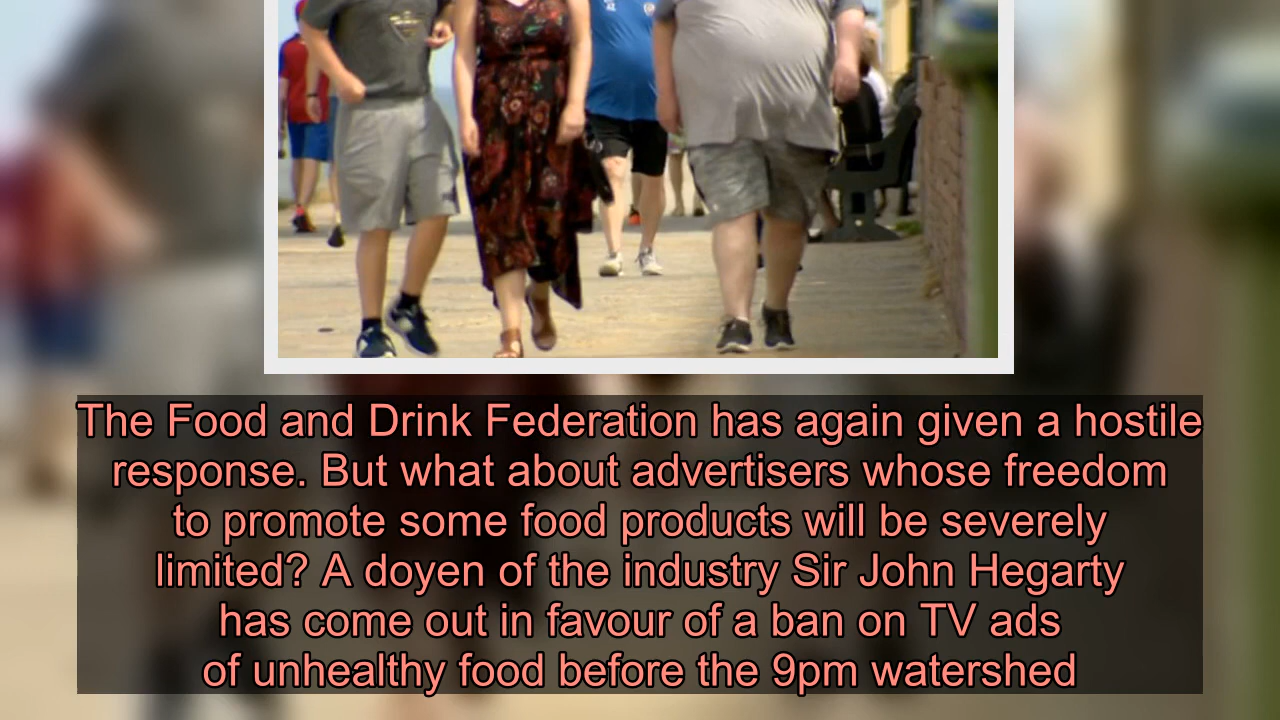 The Food and Drink Federation has again given a hostile
response. But what about advertisers whose freedom
to promote some food products will be severely
limited? A doyen of the industry Sir John Hegarty
has come out in favour of a ban on TV ads
of unhealthy food before the 9pm watershed